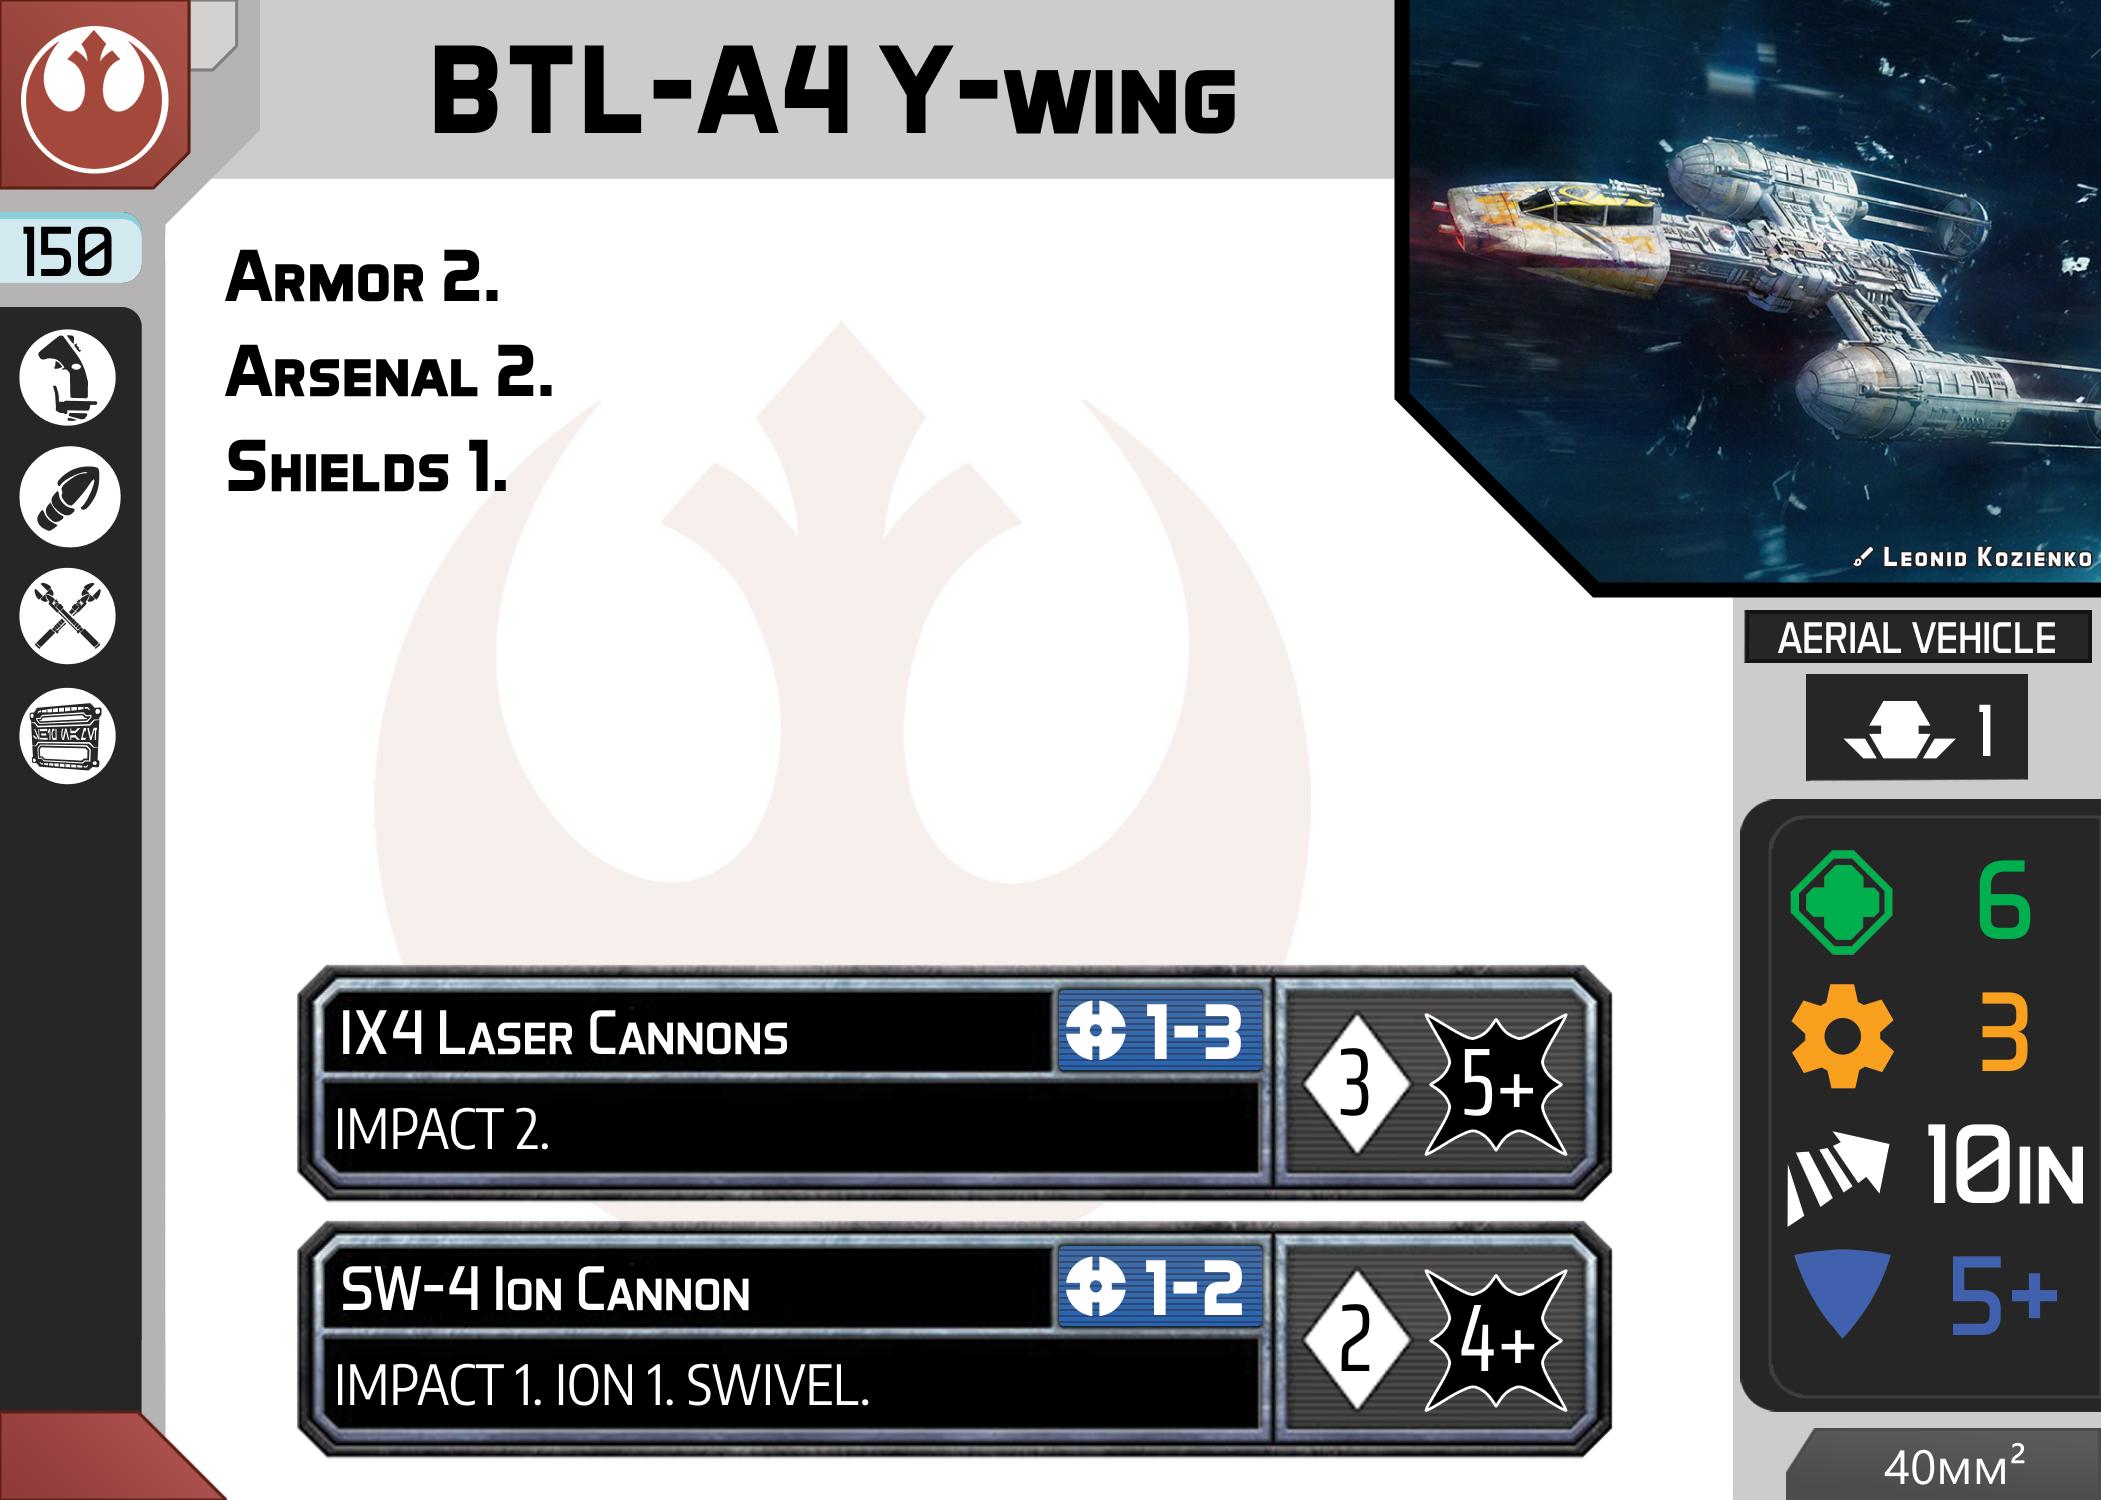 BTL-A4 Y-WING
150
ARMOR 2.
ARSENAL 2.
SHIELDS 1.
LEONID KOZIENKO
AERIAL VEHICLE
1
6
3
10IN
5+
1X4 LASER CANNONS
1-3
3
5+
IMPACT 2.
SW-4 ION CANNON
1-2
2
4+
IMPACT 1. ION 1. SWIVEL.
40MM²